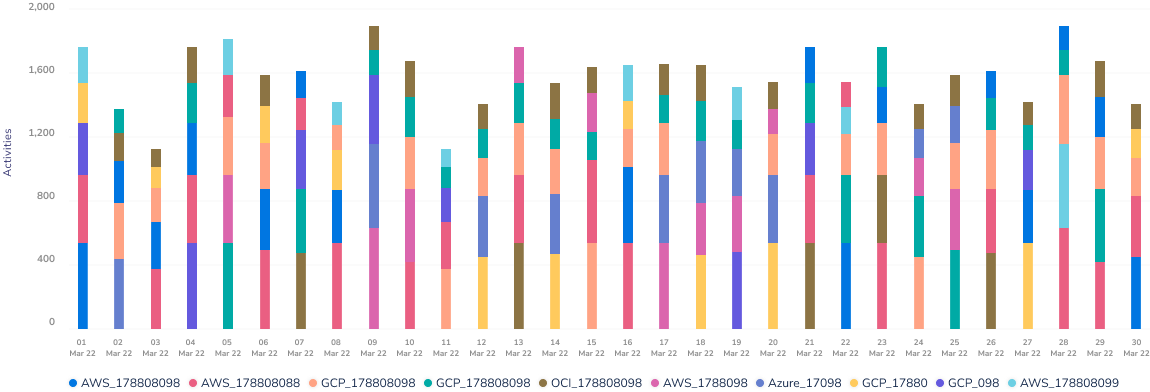 2,000
1,600
1,200
800
400
0
Activities
01 02 03 04 05 06 07 08 09 10 11 12 13 14 15 16 17 18 19 20 21 22 23 24 25 26 27 28 29 30
Mar 22 Mar 22 Mar 22 Mar 22 Mar 22 Mar 22 Mar 22 Mar 22 Mar 22 Mar 22 Mar 22 Mar 22 Mar 22 Mar 22 Mar 22 Mar 22 Mar 22 Mar 22 Mar 22 Mar 22 Mar 22 Mar 22 Mar 22 Mar 22 Mar 22 Mar 22 Mar 22 Mar 22 Mar 22 Mar 22
AWS_178808098 AWS_178808088 GCP_178808098 GCP_178808098 OCI_178808098 AWS_1788098 Azure_17098 GCP_17880 GCP_098 AWS_178808099